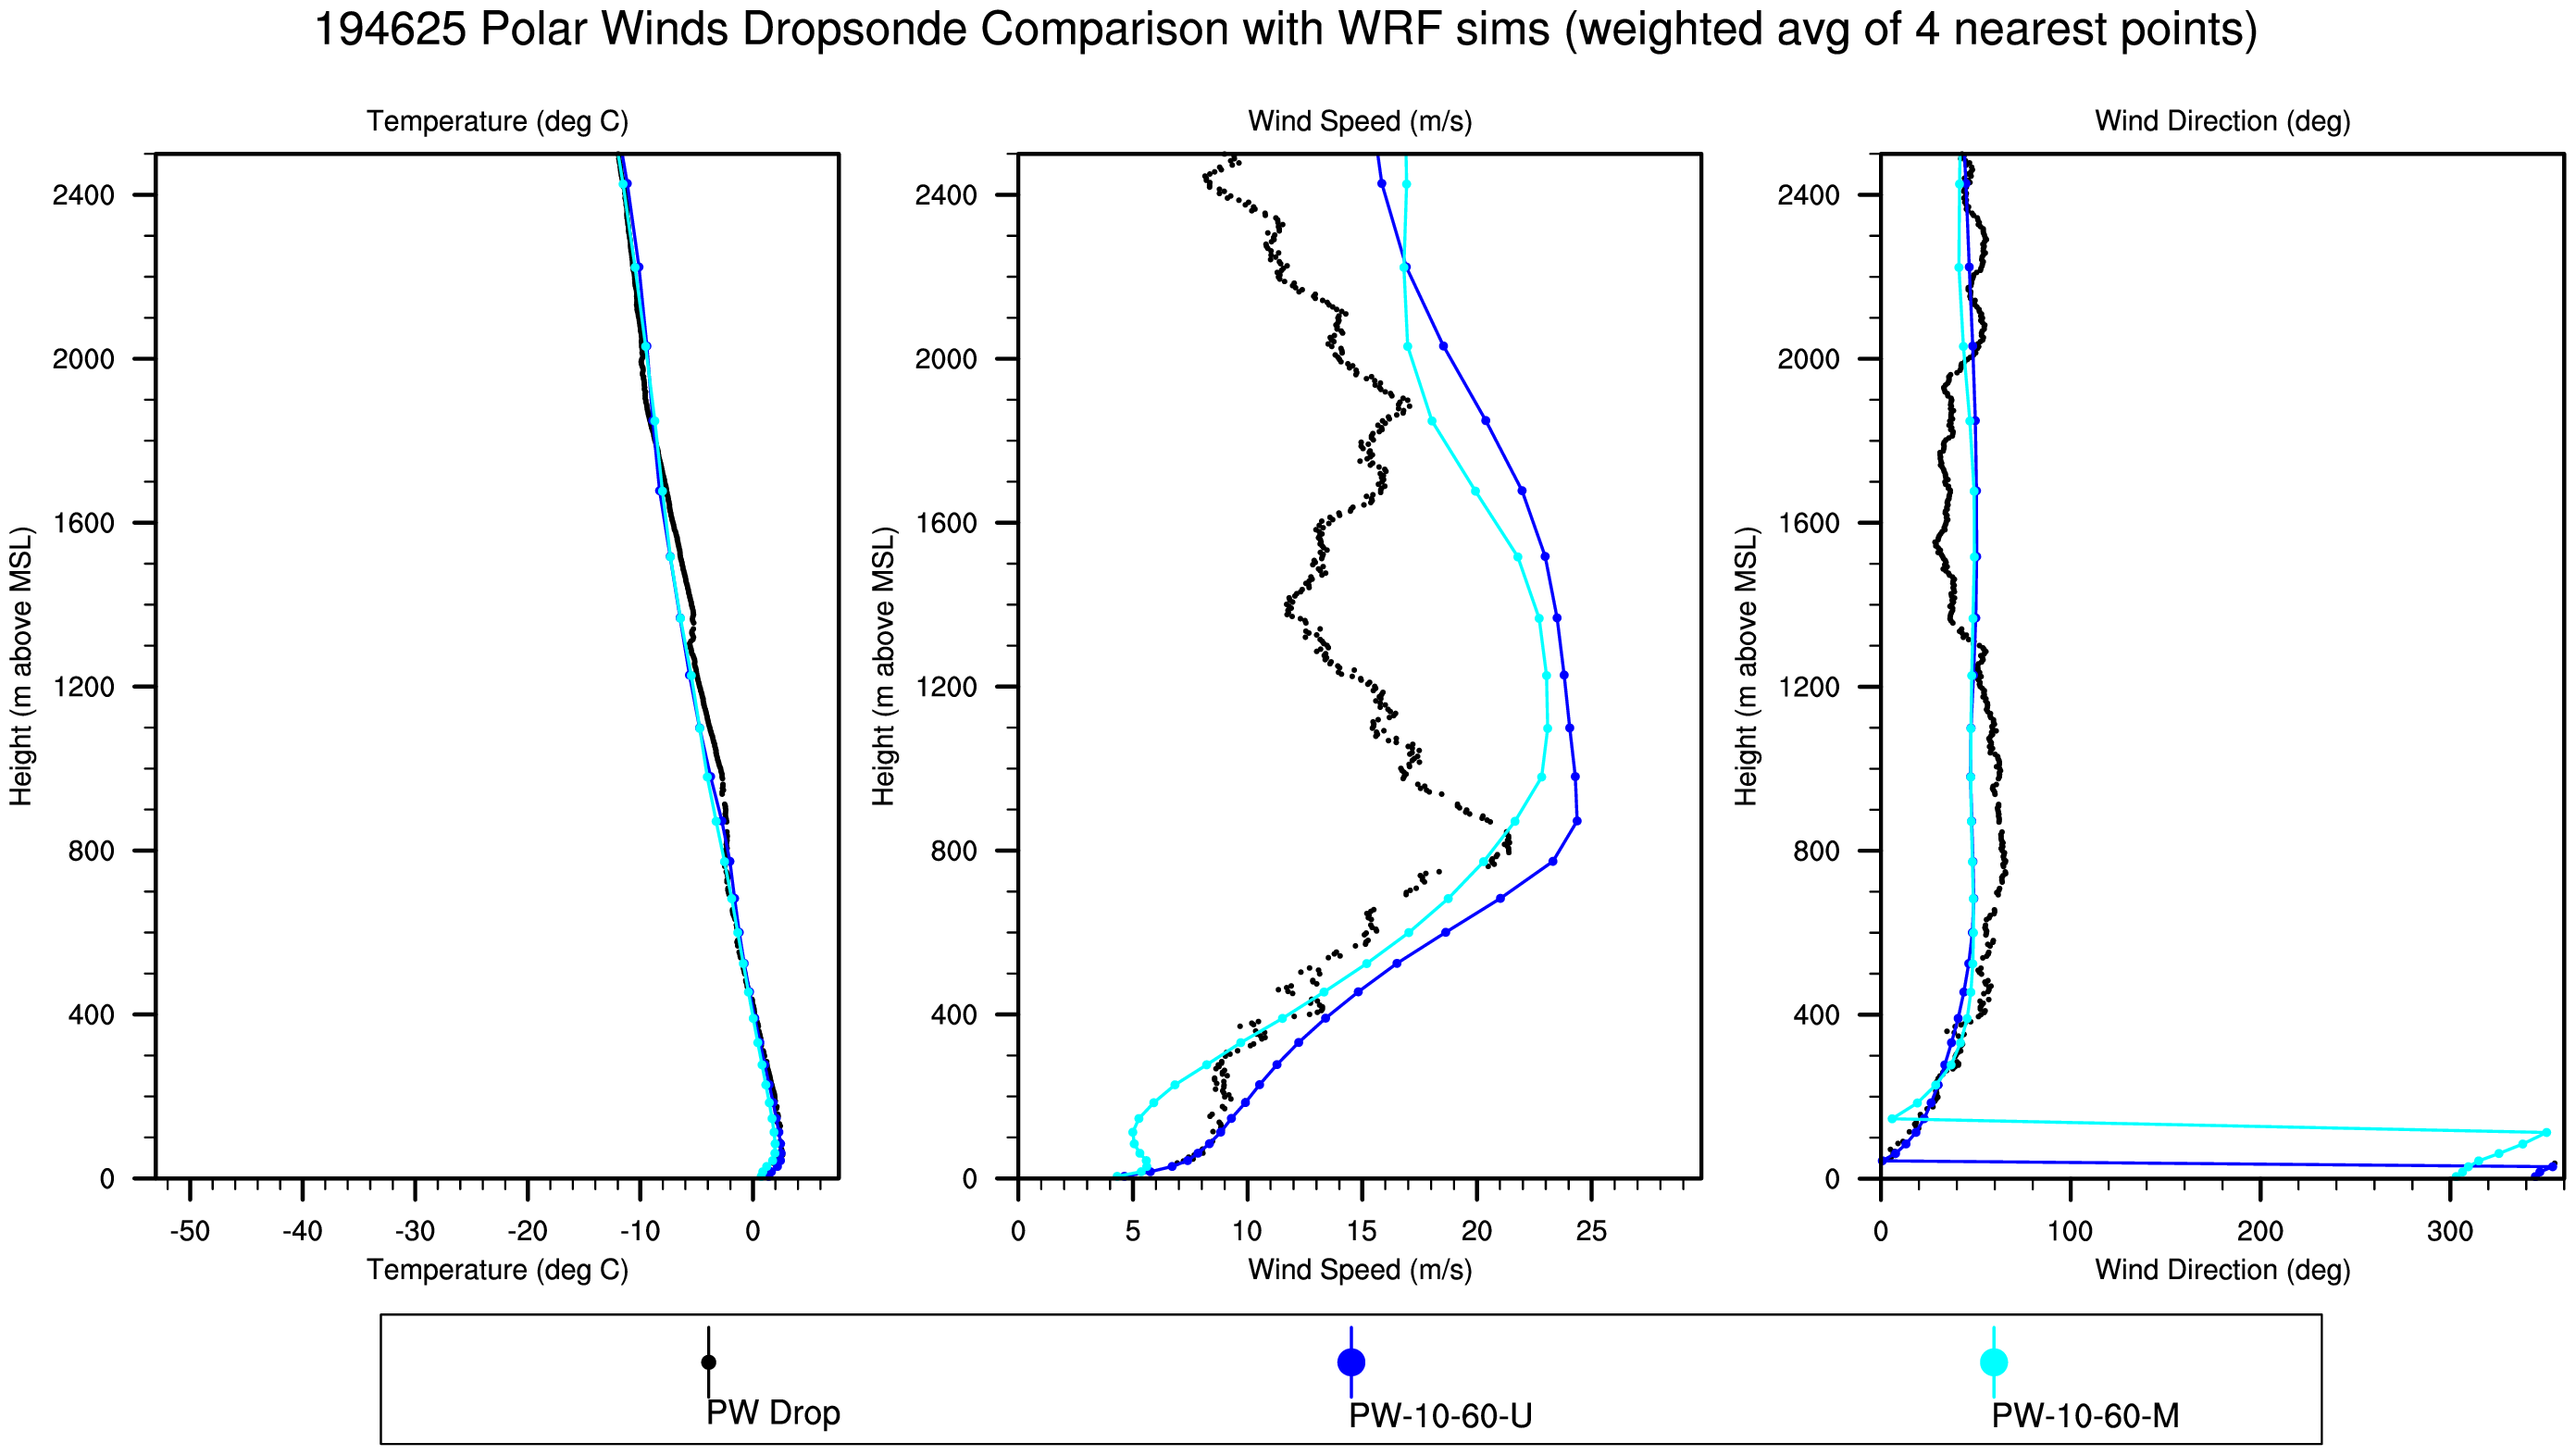 194625 Polar Winds Dropsonde Comparison with WRF sims (weighted avg of 4 nearest points)
Temperature (deg C)
Wind Speed (m/s)
Wind Direction (deg)
Height (m above MSL)
2400
2000
1600
1200
800
400
0
-50 -40 -30 -20 -10 0
Temperature (deg C)
Height (m above MSL)
2400
2000
1600
1200
800
400
0
0 5 10 15 20 25
Wind Speed (m/s)
Height (m above MSL)
2400
2000
1600
1200
800
400
0
0 100 200 300
Wind Direction (deg)
PW Drop
PW-10-60-U
PW-10-60-M